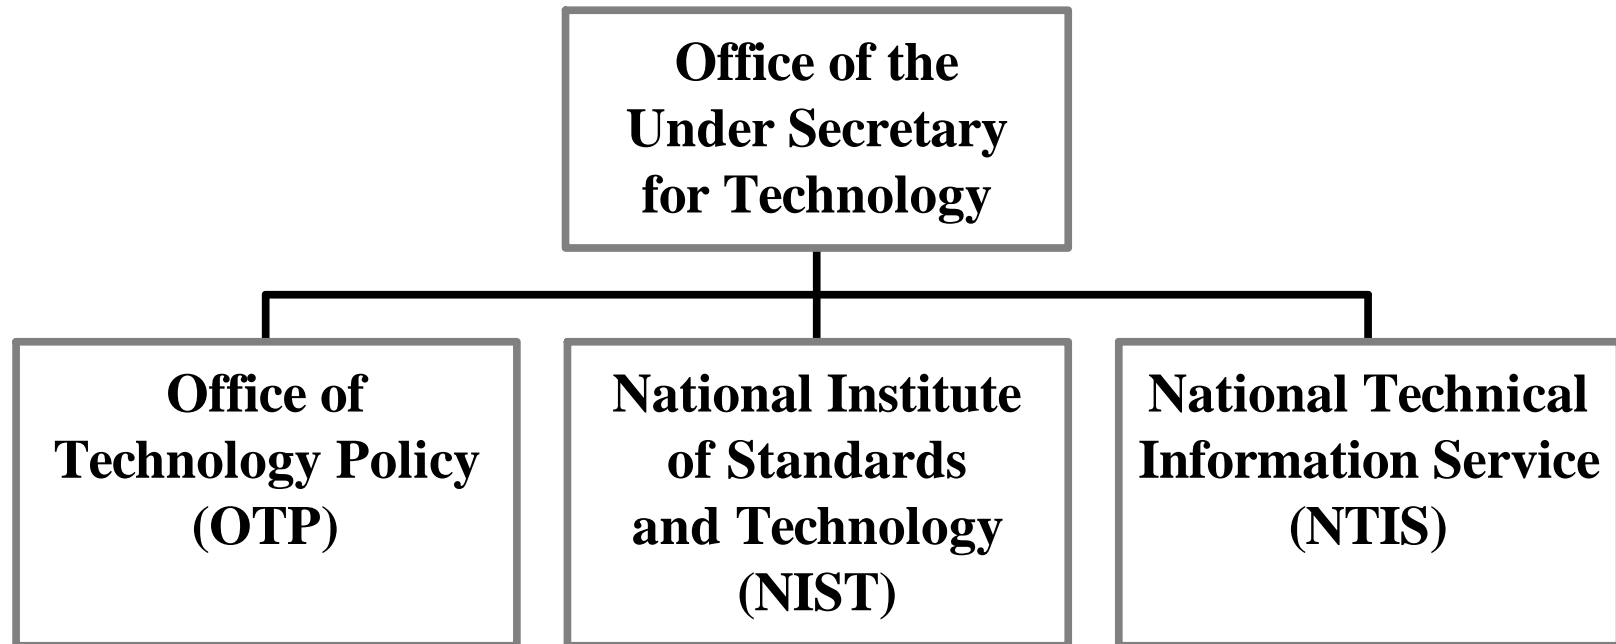 Office of the
Under Secretary
for Technology
Office of
Technology Policy
(OTP)
National Institute
of Standards
and Technology
(NIST)
National Technical
Information Service
(NTIS)